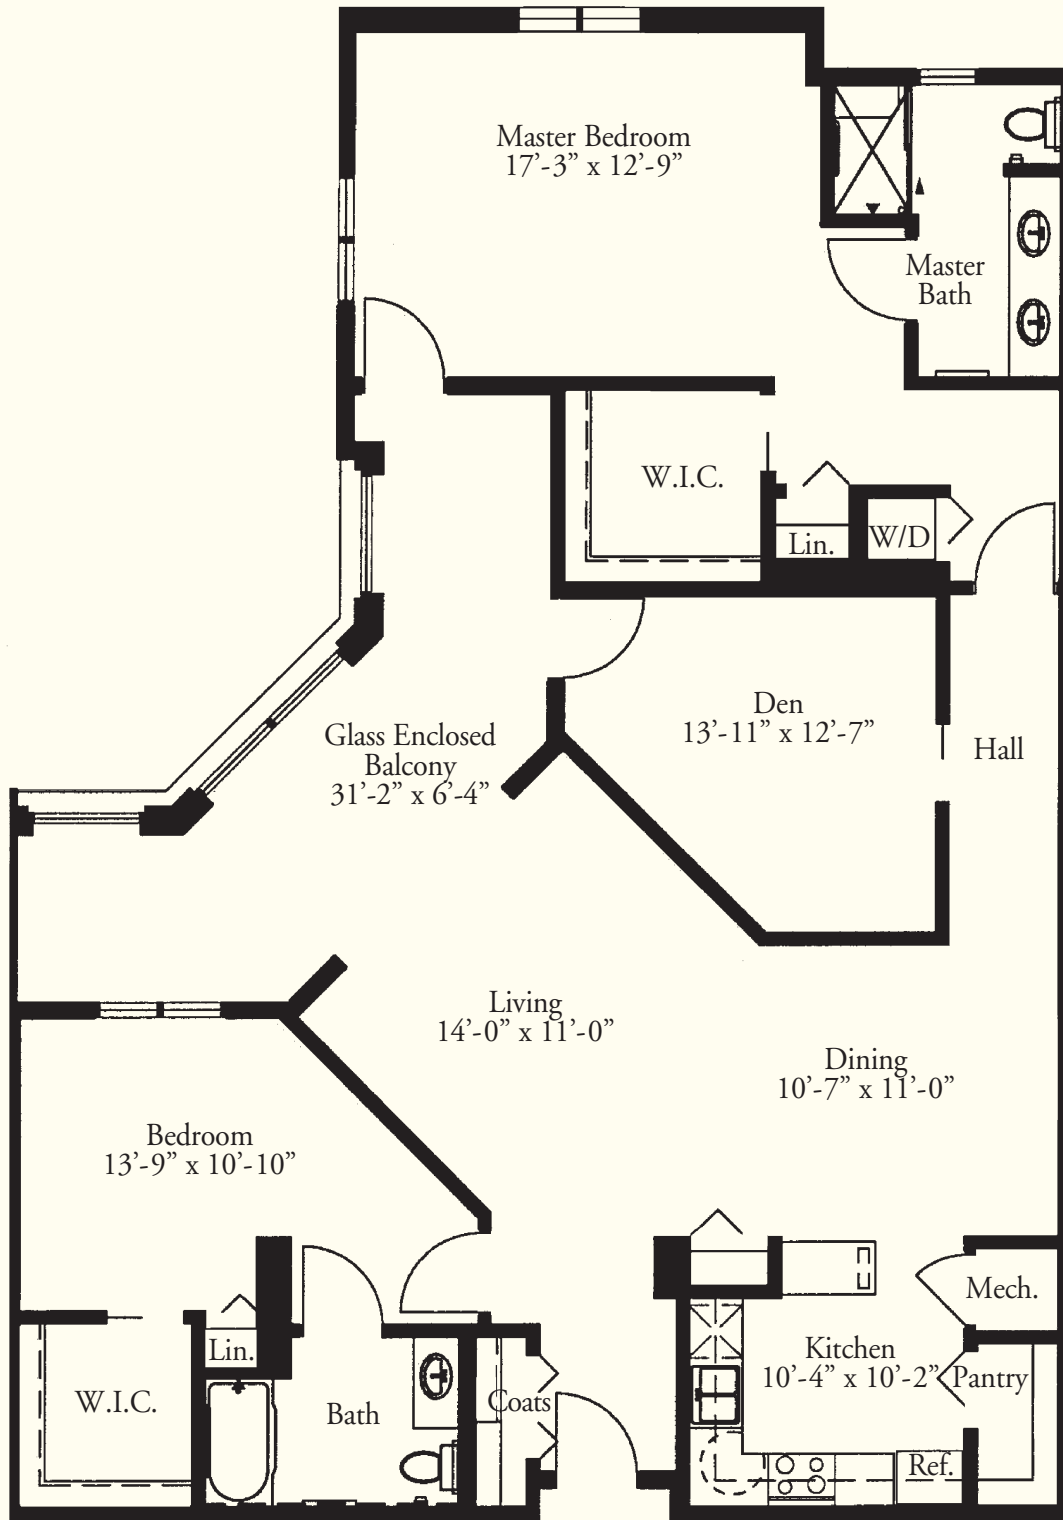 Master Bedroom
17’-3” x 12’-9”
Master
Bath
W.I.C.
Lin.
W/D
Den
13’-11” x 12’-7”
Hall
Glass Enclosed
Balcony
31’-2” x 6’-4”
Living
14’-0” x 11’-0”
Dining
10’-7” x 11’-0”
Bedroom
13’-9” x 10’-10”
Mech.
Lin.
Kitchen
10’-4” x 10’-2”
Pantry
W.I.C.
Bath
Coats
Ref.